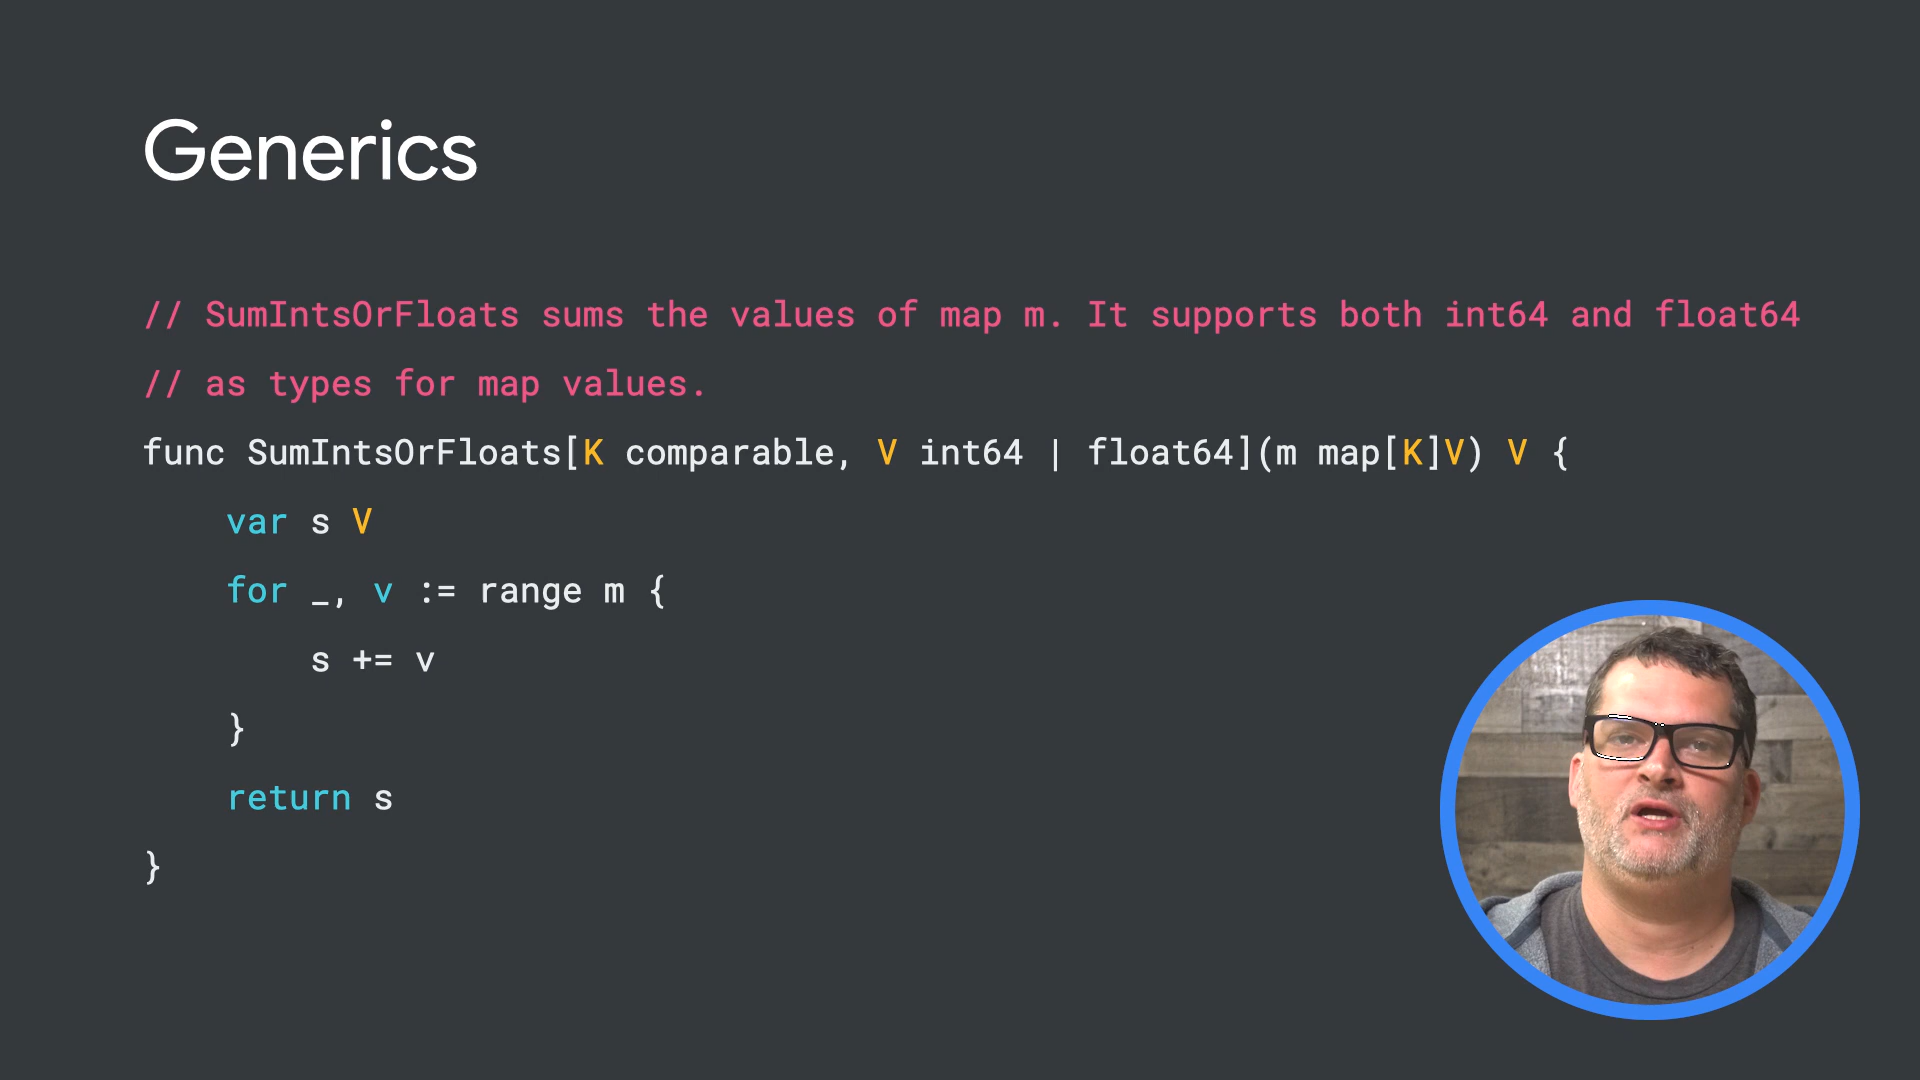 Generics
// SumIntsOrFloats sums the values of map m. It supports both int64 and float64
// as types for map values.
func SumIntsOrFloats[K comparable, V int64 | float64](m map[K]V) V {
    var s V
    for _, v := range m {
        s += v
    }
    return s
}